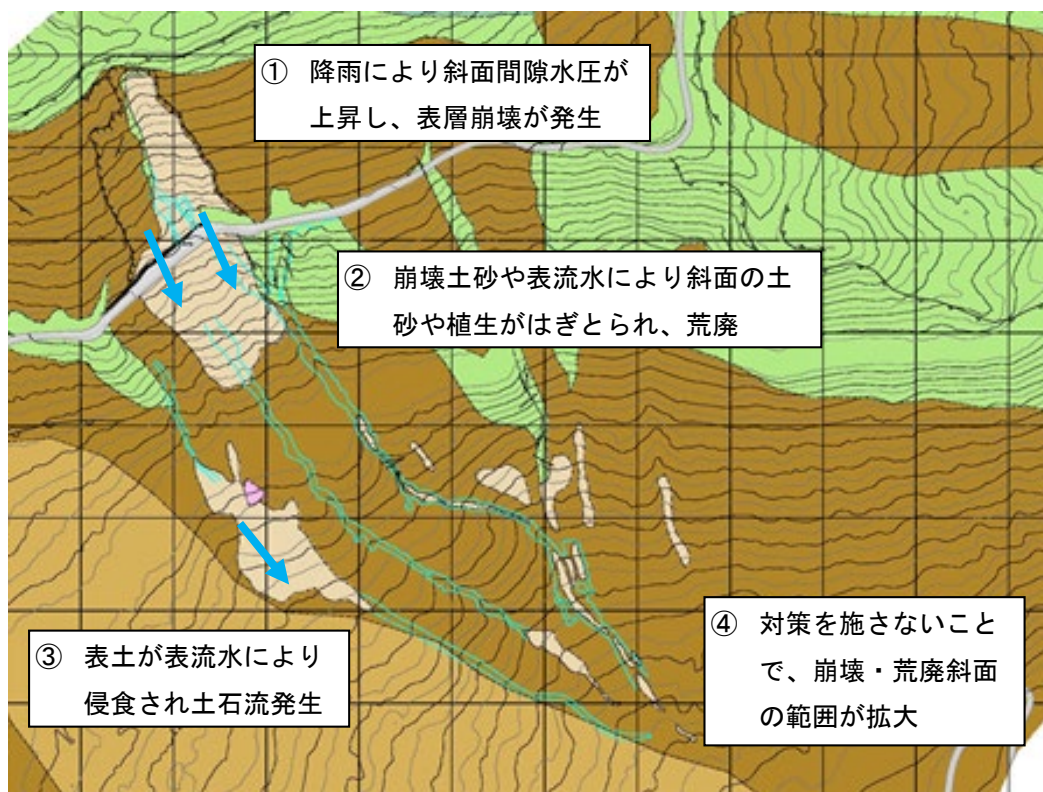 ① 降雨により斜面間隙水圧が
上昇し、表層崩壊が発生
② 崩壊土砂や表流水により斜面の土
砂や植生がはぎとられ、荒廃
③ 表土が表流水により
侵食され土石流発生
④ 対策を施さないこと
で、崩壊・荒廃斜面
の範囲が拡大